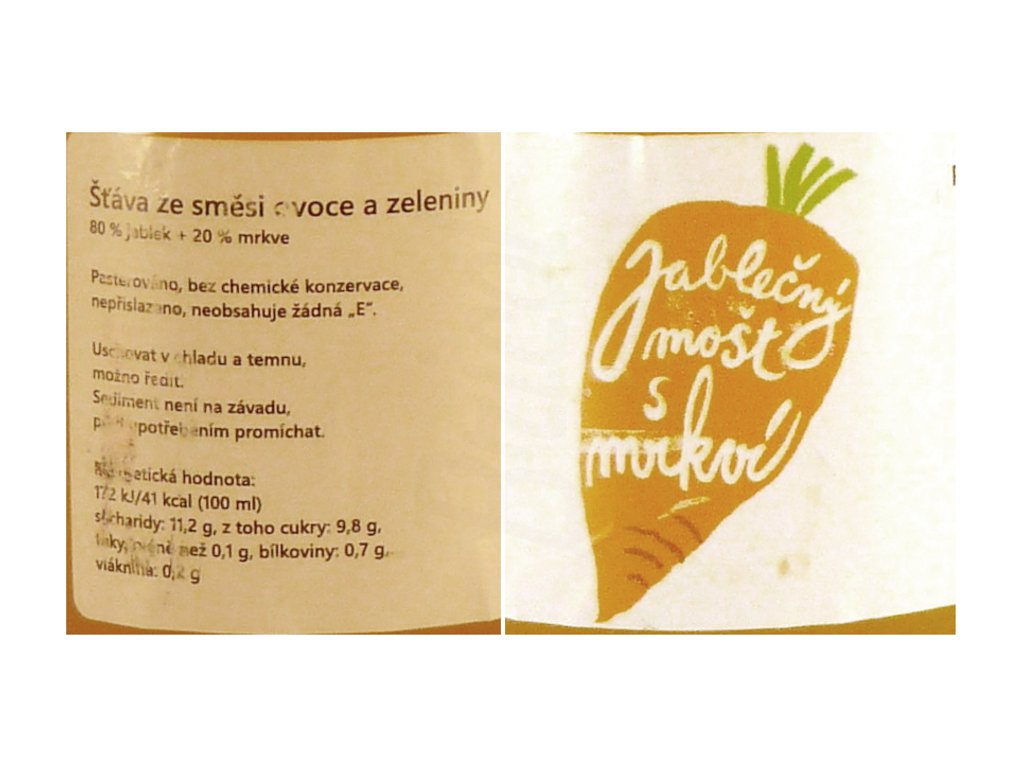 Šťáva ze směsi ovoce a zeleniny
80 % jablek + 20 % mrkve
Pasterováno, bez chemické konzervace,
nepřislazeno, neobsahuje žádná „E“.
Uschovat v chladu a temnu,
možno ředit.
Sediment není na závadu,
před upotřebením promíchat.
Energetická hodnota:
172 kJ/41 kcal (100 ml)
sacharidy: 11,2 g, z toho cukry: 9,8 g,
tuky, méně než 0,1 g, bílkoviny: 0,7 g,
vláknina: 0,2 g
Jablečný
mošt
s
mrkví